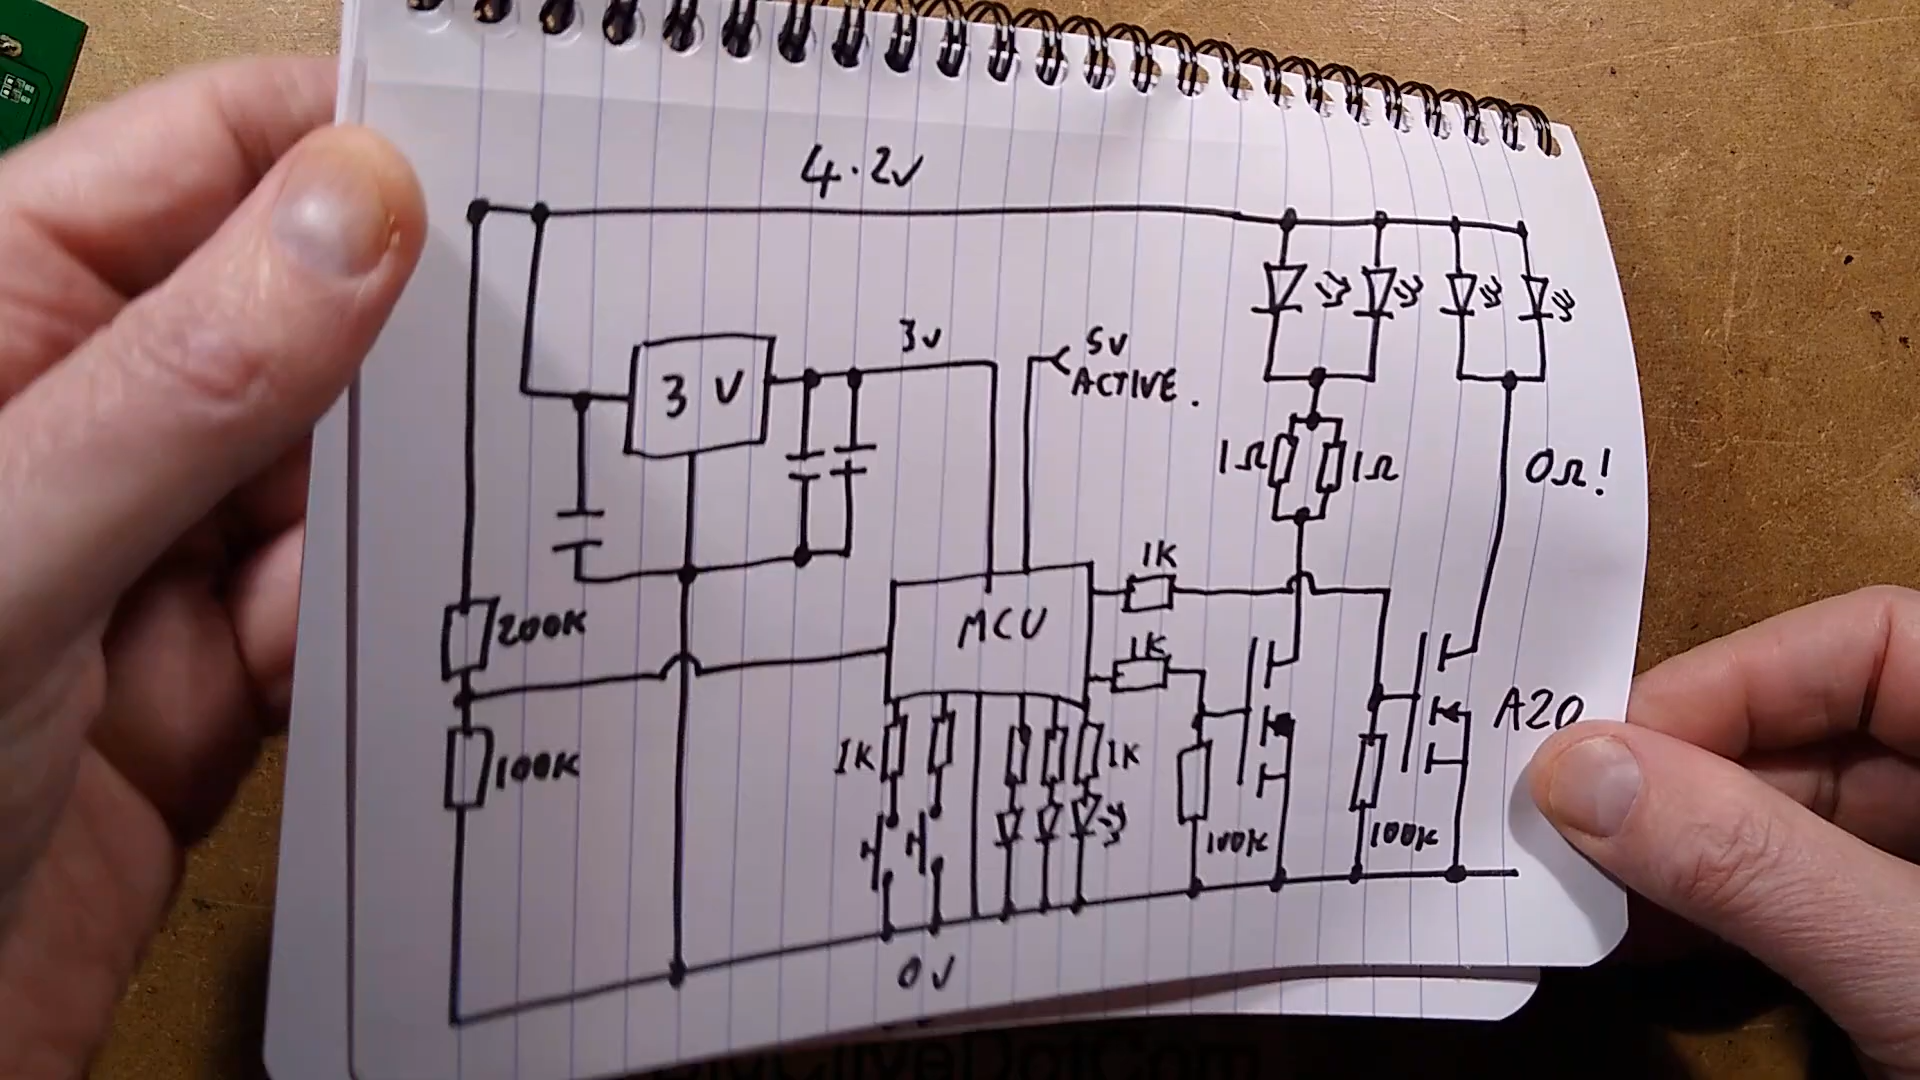 4.2V
3V
5V
ACTIVE.
3 V
1Ω
1Ω
0Ω!
1K
200K
MCU
1K
A20
1K
1K
100K
100K
100K
0V